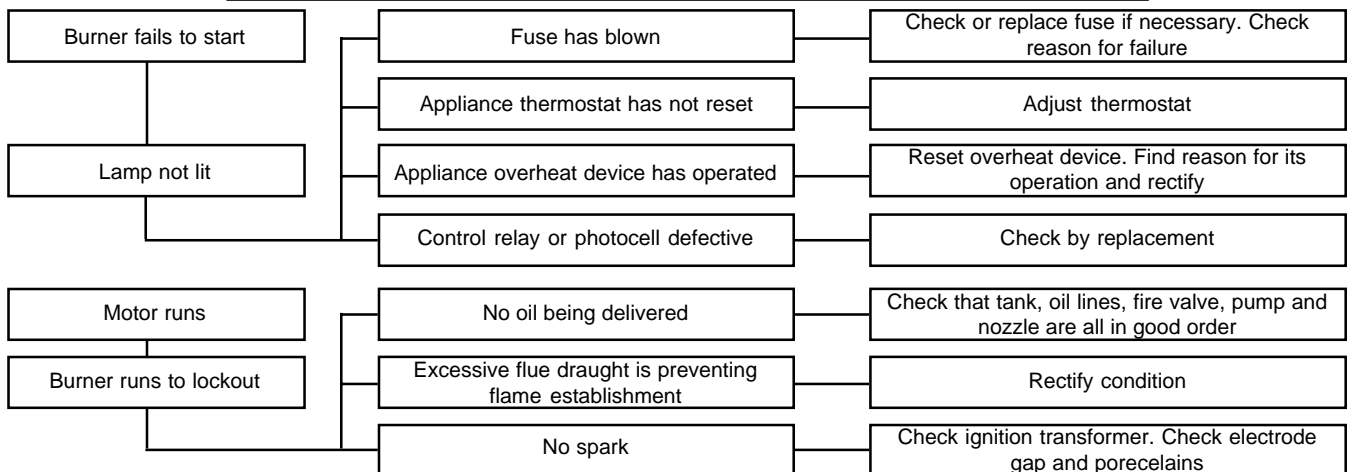 Burner fails to start
Fuse has blown
Check or replace fuse if necessary. Check
reason for failure
Appliance thermostat has not reset
Adjust thermostat
Lamp not lit
Appliance overheat device has operated
Reset overheat device. Find reason for its
operation and rectify
Control relay or photocell defective
Check by replacement
Motor runs
No oil being delivered
Check that tank, oil lines, fire valve, pump and
nozzle are all in good order
Burner runs to lockout
Excessive flue draught is preventing
flame establishment
Rectify condition
No spark
Check ignition transformer. Check electrode
gap and porecelains